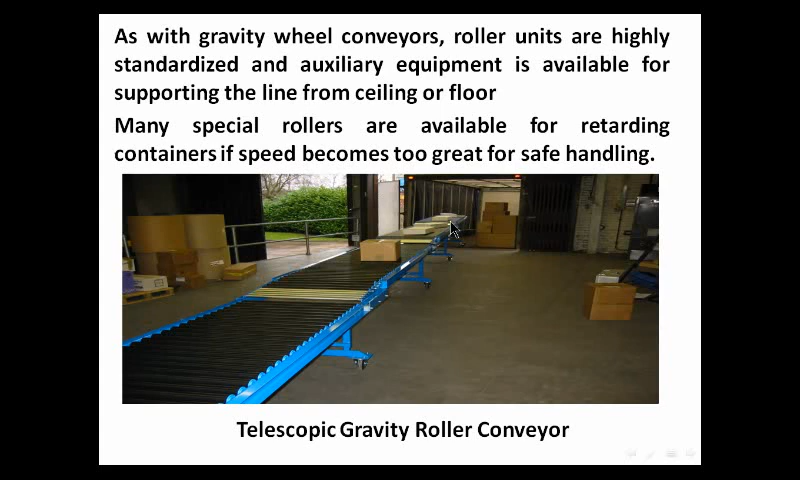 As with gravity wheel conveyors, roller units are highly
standardized and auxiliary equipment is available for
supporting the line from ceiling or floor
Many special rollers are available for retarding
containers if speed becomes too great for safe handling.
Telescopic Gravity Roller Conveyor